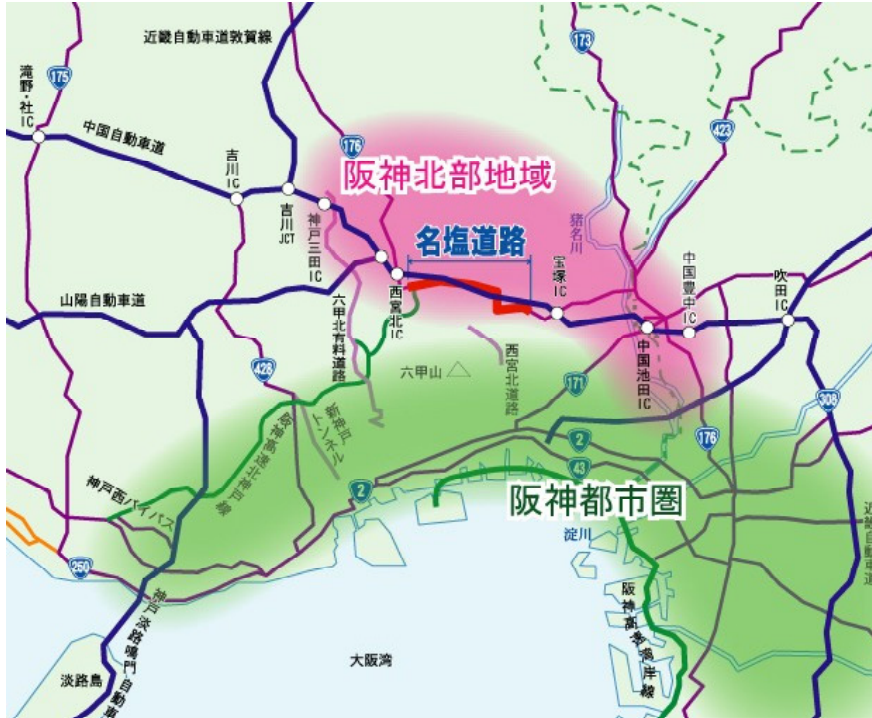 近畿自動車道敦賀線
173
175
滝野・社IC
423
中国自動車道
176
吉川IC
阪神北部地域
吉川JCT
神戸三田IC
猪名川
名塩道路
宝塚IC
中国豊中IC
吹田IC
山陽自動車道
西宮北IC
六甲北有料道路
中国池田IC
428
六甲山
西宮北道路
171
308
新神戸トンネル
阪神高速北神戸線
2
176
43
神戸西バイパス
2
阪神都市圏
淀川
近畿自動車道
250
阪神高速湾岸線
神戸淡路鳴門自動車
大阪湾
淡路島